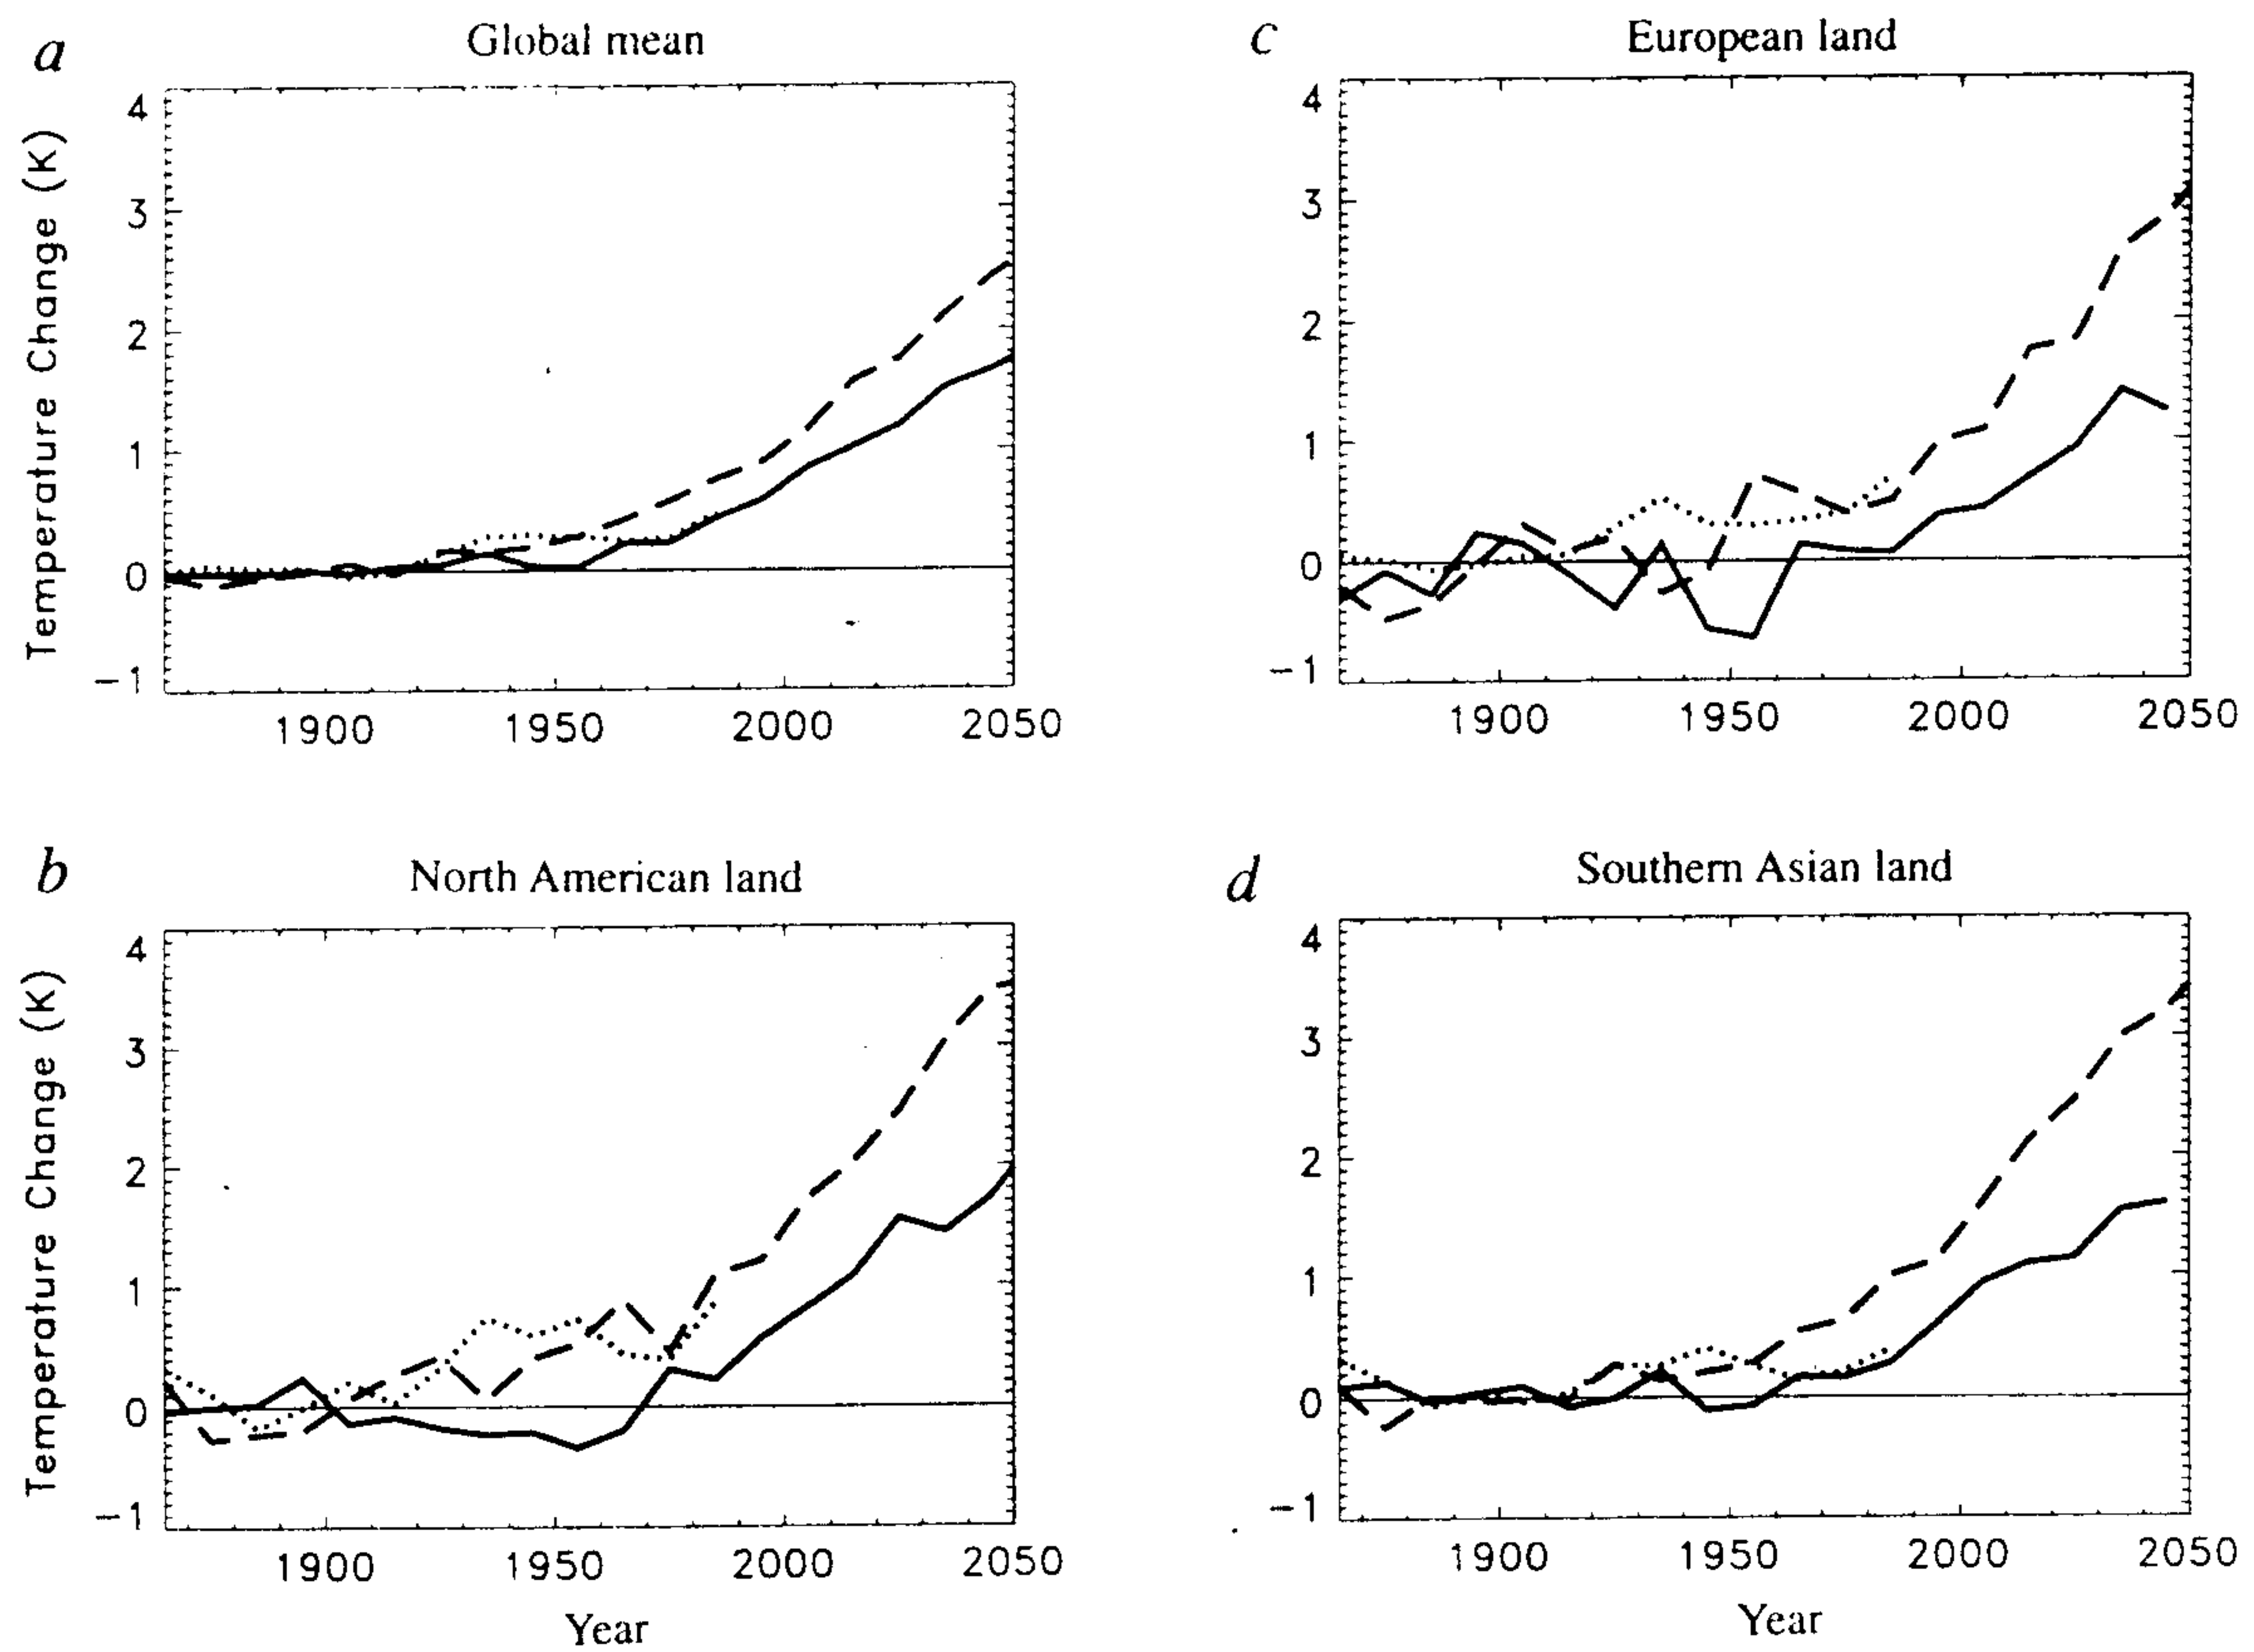 a
Global mean
Temperature Change (K)
4
3
2
1
0
−1
1900 1950 2000 2050
b
North American land
Temperature Change (K)
4
3
2
1
0
−1
1900 1950 2000 2050
Year
c
European land
4
3
2
1
0
−1
1900 1950 2000 2050
d
Southern Asian land
4
3
2
1
0
−1
1900 1950 2000 2050
Year